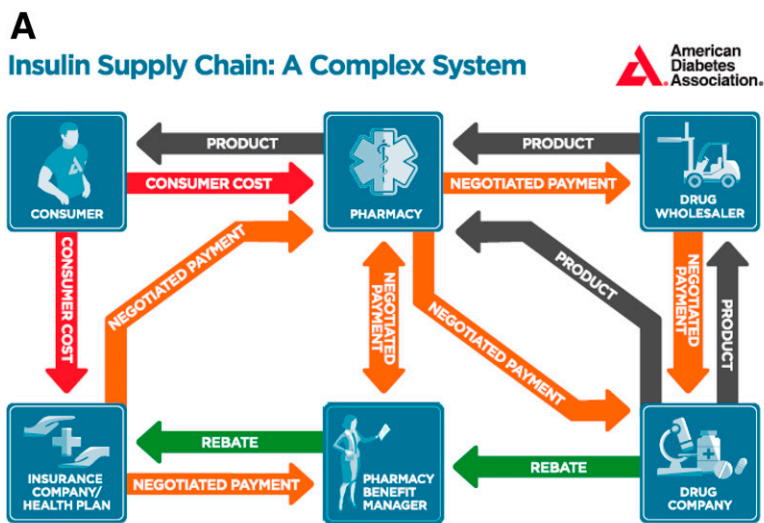 A
Insulin Supply Chain: A Complex System
American
Diabetes
Association®
PRODUCT
PRODUCT
CONSUMER COST
NEGOTIATED PAYMENT
CONSUMER
PHARMACY
DRUG
WHOLESALER
CONSUMER COST
NEGOTIATED PAYMENT
NEGOTIATED
PAYMENT
NEGOTIATED PAYMENT
PRODUCT
NEGOTIATED
PAYMENT
PRODUCT
REBATE
REBATE
INSURANCE
COMPANY/
HEALTH PLAN
NEGOTIATED PAYMENT
PHARMACY
BENEFIT
MANAGER
DRUG
COMPANY